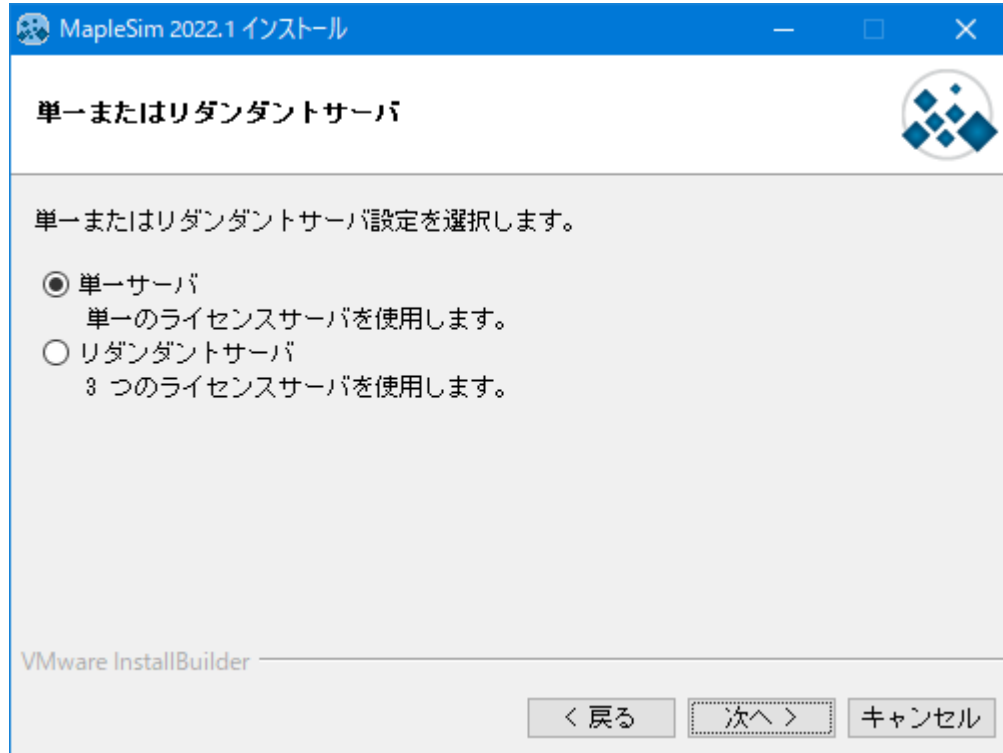 MapleSim 2022.1 インストール
単一またはリダンダントサーバ
単一またはリダンダントサーバ設定を選択します。
単一サーバ
単一のライセンスサーバを使用します。
リダンダントサーバ
3 つのライセンスサーバを使用します。
VMware InstallBuilder
< 戻る 次へ > キャンセル